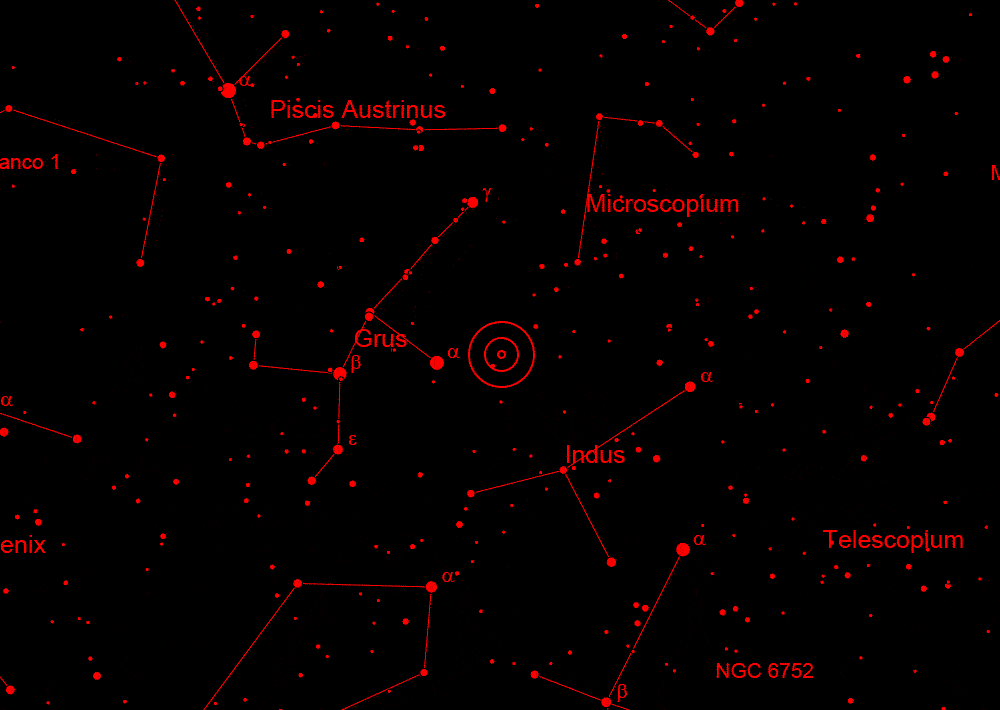 α
Piscis Austrinus
anco 1
M
γ
Microscopium
Grus
α
β
α
α
ε
Indus
enix
α
Telescopium
α
NGC 6752
β